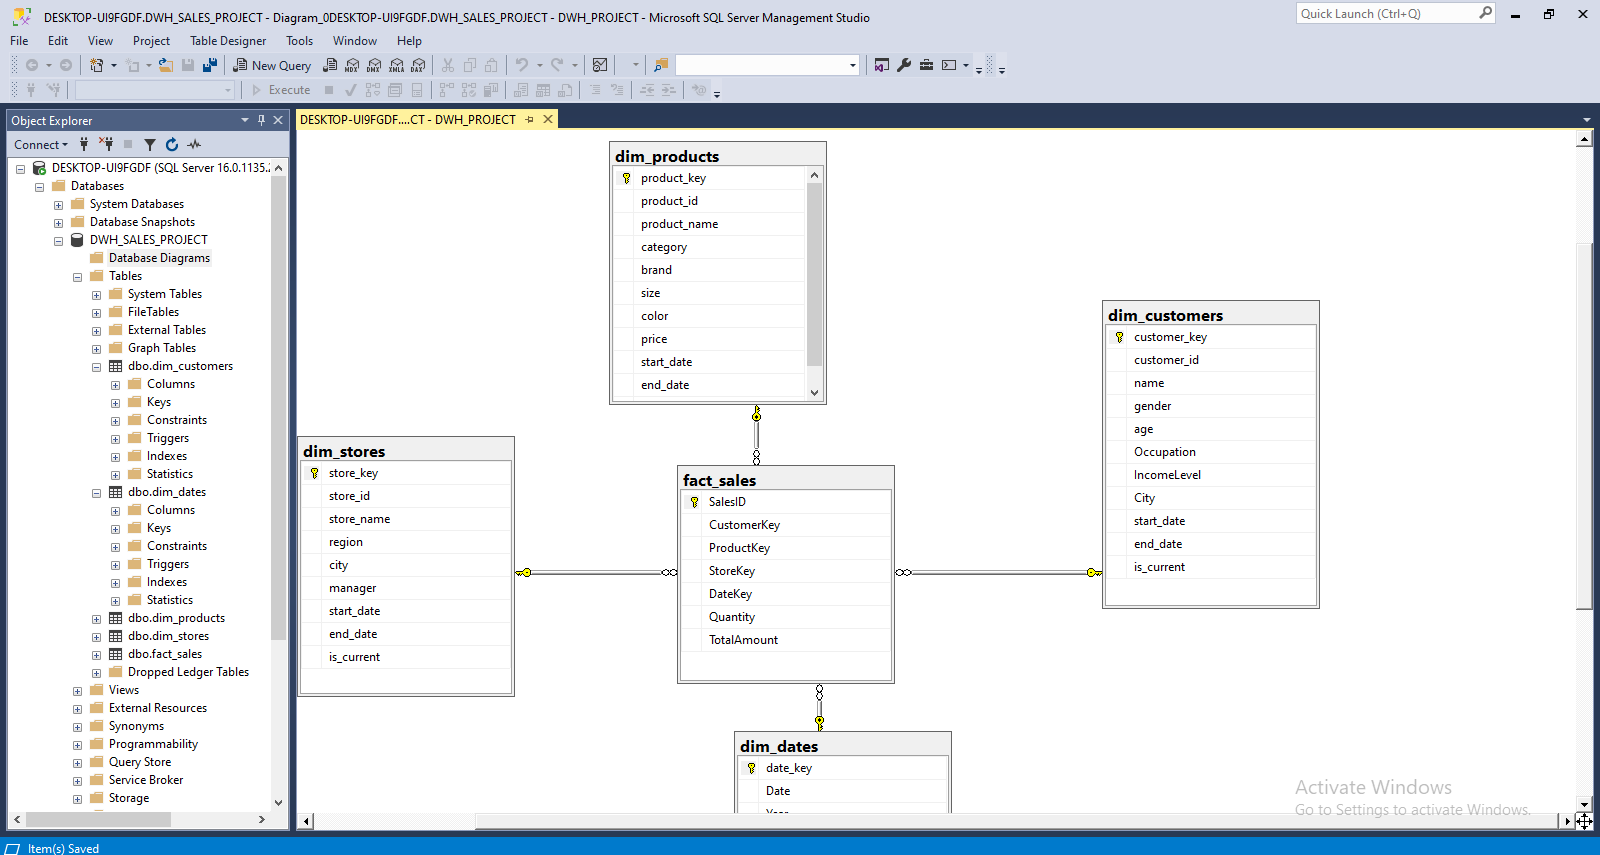 DESKTOP-UI9FGDF.DWH_SALES_PROJECT - Diagram_0DESKTOP-UI9FGDF.DWH_SALES_PROJECT - DWH_PROJECT - Microsoft SQL Server Management Studio
Quick Launch (Ctrl+Q)
File Edit View Project Table Designer Tools Window Help
New Query MDX DMX XMLA DAX
Execute
Object Explorer
Connect
DESKTOP-UI9FGDF (SQL Server 16.0.1135.
Databases
System Databases
Database Snapshots
DWH_SALES_PROJECT
Database Diagrams
Tables
System Tables
FileTables
External Tables
Graph Tables
dbo.dim_customers
Columns
Keys
Constraints
Triggers
Indexes
Statistics
dbo.dim_dates
Columns
Keys
Constraints
Triggers
Indexes
Statistics
dbo.dim_products
dbo.dim_stores
dbo.fact_sales
Dropped Ledger Tables
Views
External Resources
Synonyms
Programmability
Query Store
Service Broker
Storage
DESKTOP-UI9FGDF....CT - DWH_PROJECT
dim_products
product_key
product_id
product_name
category
brand
size
color
price
start_date
end_date
dim_customers
customer_key
customer_id
name
gender
age
Occupation
IncomeLevel
City
start_date
end_date
is_current
dim_stores
store_key
store_id
store_name
region
city
manager
start_date
end_date
is_current
fact_sales
SalesID
CustomerKey
ProductKey
StoreKey
DateKey
Quantity
TotalAmount
dim_dates
date_key
Date
Year
Activate Windows
Go to Settings to activate Windows.
Item(s) Saved